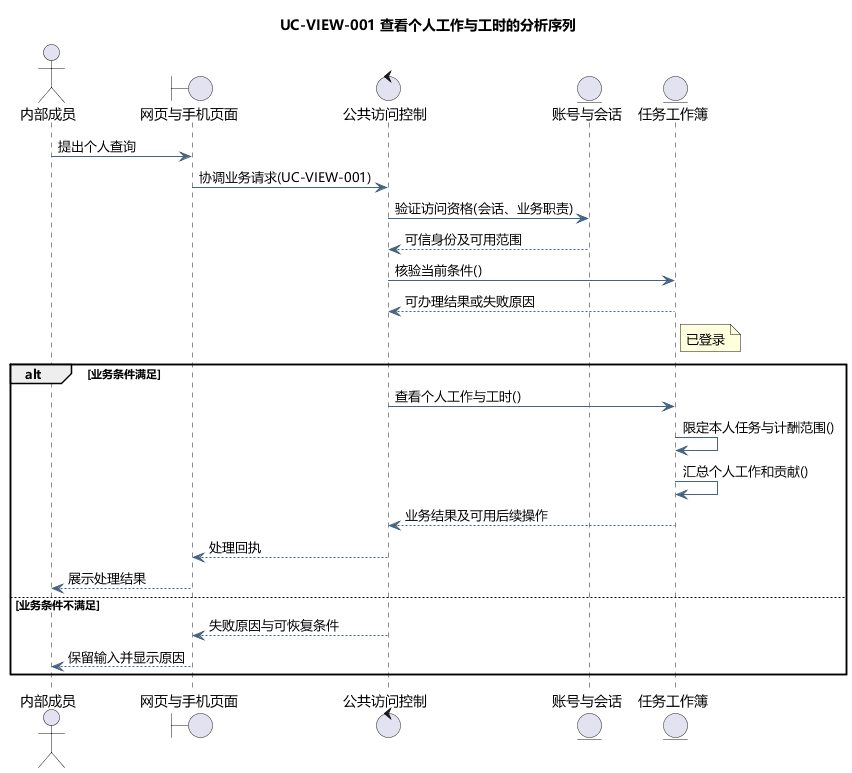 UC-VIEW-001 查看个人工作与工时的分析序列
内部成员
网页与手机页面
公共访问控制
账号与会话
任务工作簿
提出个人查询
协调业务请求(UC-VIEW-001)
验证访问资格(会话、业务职责)
可信身份及可用范围
核验当前条件()
可办理结果或失败原因
已登录
alt [业务条件满足]
查看个人工作与工时()
限定本人任务与计酬范围()
汇总个人工作和贡献()
业务结果及可用后续操作
处理回执
展示处理结果
[业务条件不满足]
失败原因与可恢复条件
保留输入并显示原因
内部成员
网页与手机页面
公共访问控制
账号与会话
任务工作簿